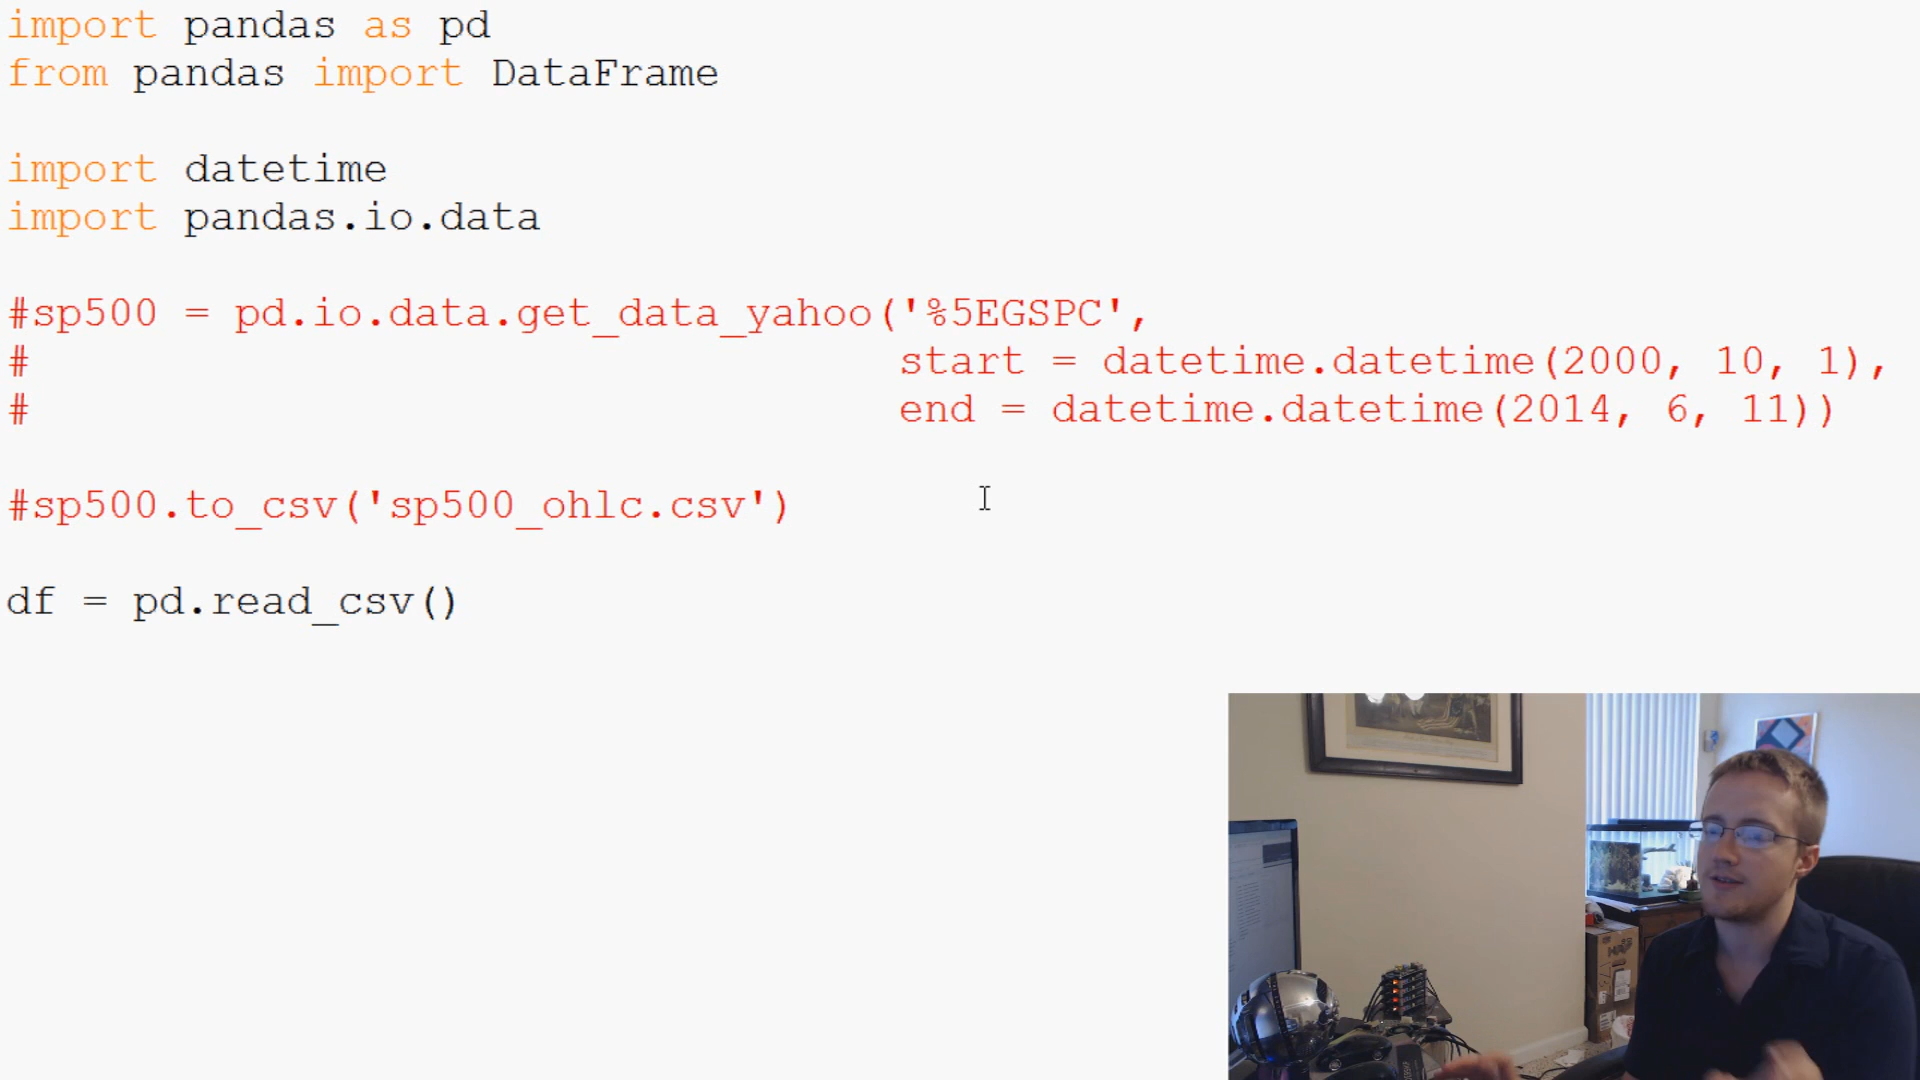 import pandas as pd
from pandas import DataFrame
import datetime
import pandas.io.data
#sp500 = pd.io.data.get_data_yahoo('%5EGSPC',
# start = datetime.datetime(2000, 10, 1),
# end = datetime.datetime(2014, 6, 11))
#sp500.to_csv('sp500_ohlc.csv')
df = pd.read_csv()